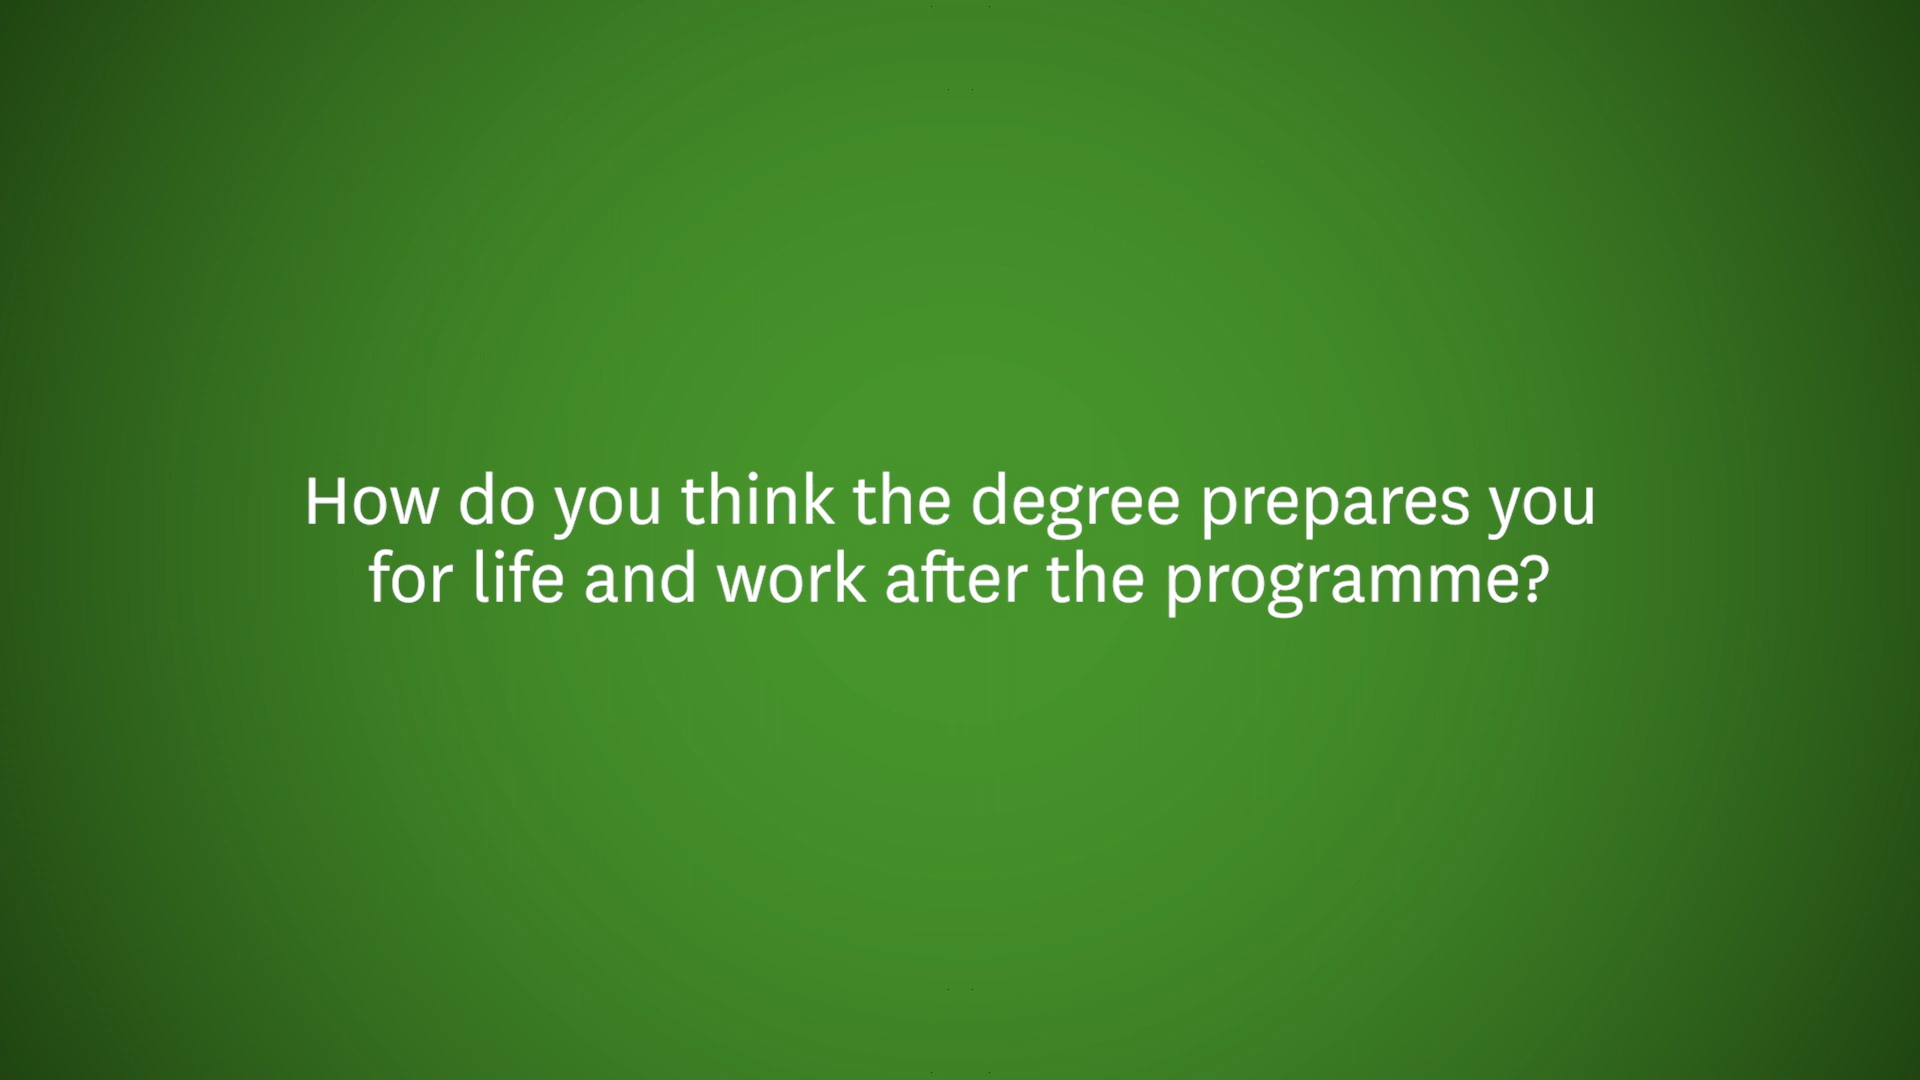 How do you think the degree prepares you
for life and work after the programme?